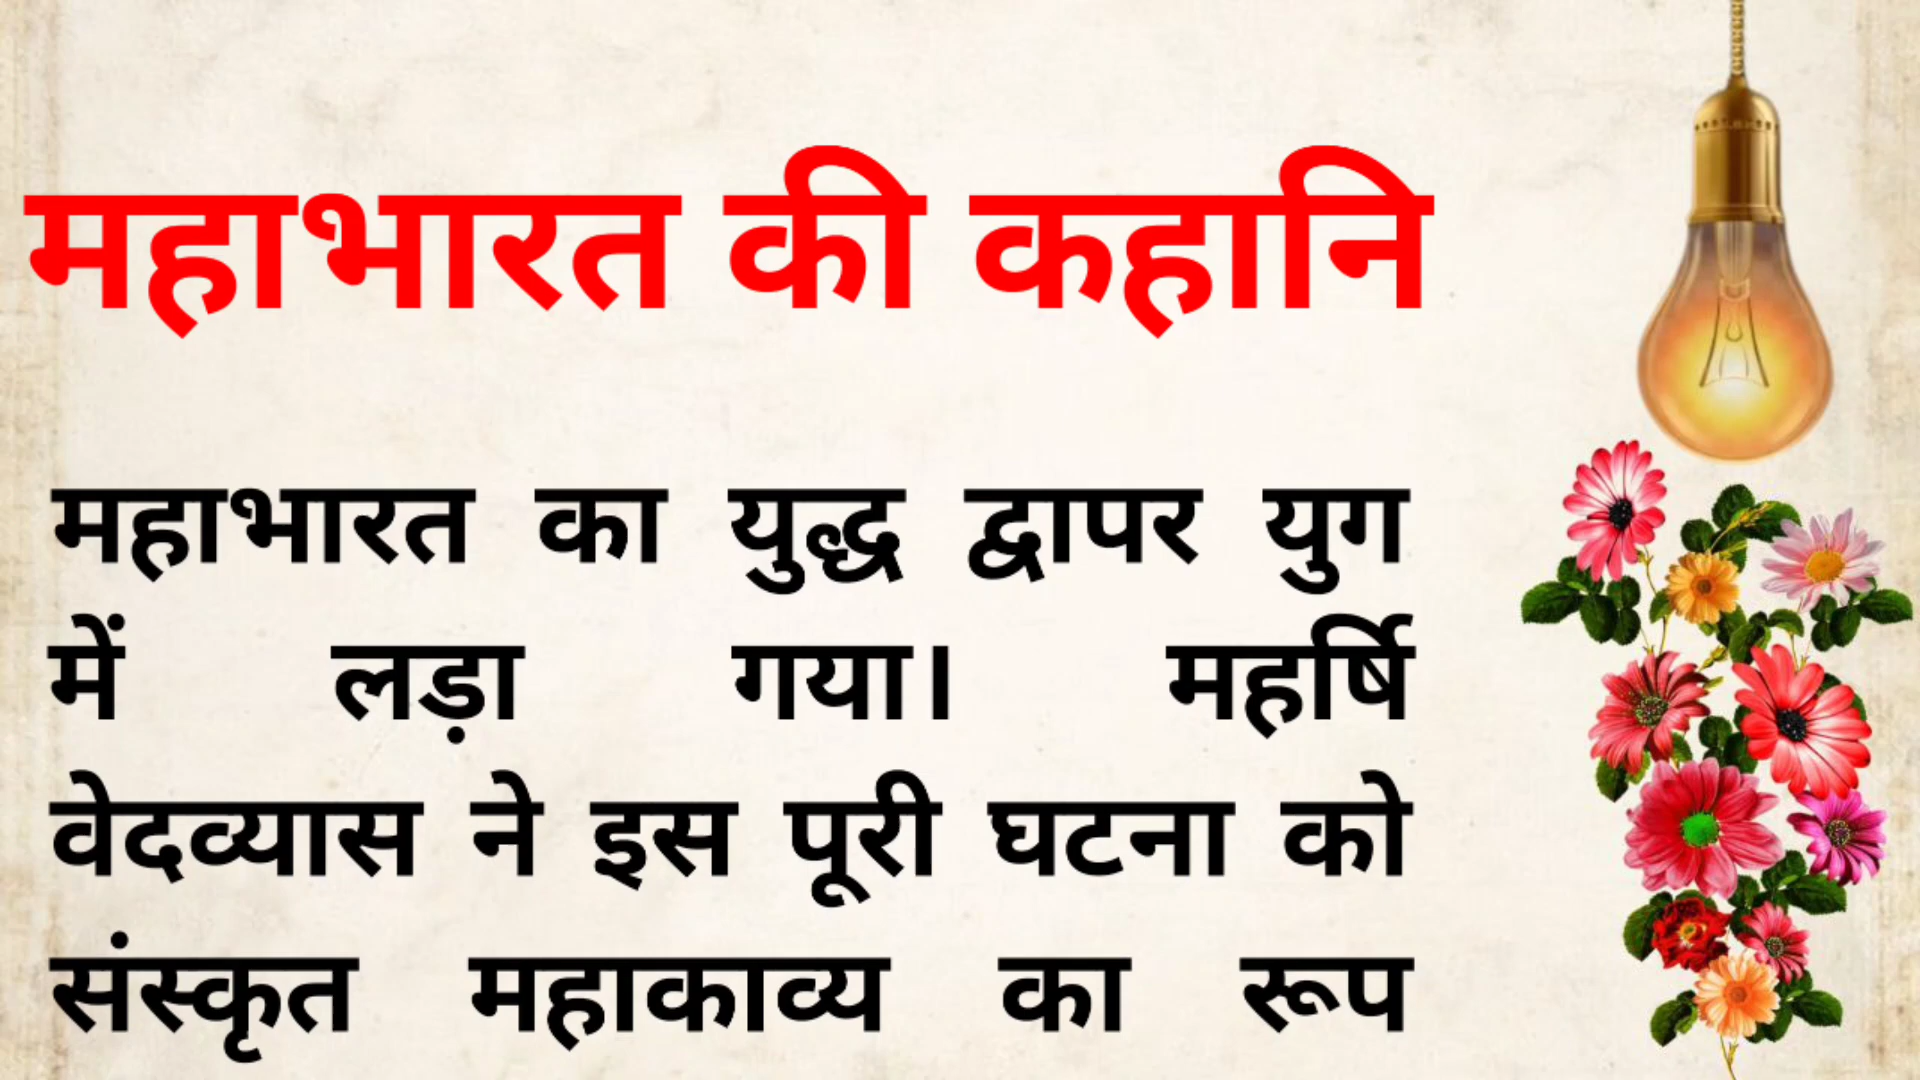 महाभारत की कहानि
महाभारत का युद्ध द्वापर युग
में लड़ा गया। महर्षि
वेदव्यास ने इस पूरी घटना को
संस्कृत महाकाव्य का रूप